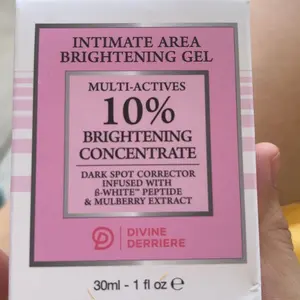 INTIMATE AREA
BRIGHTENING GEL
MULTI-ACTIVES
10%
BRIGHTENING
CONCENTRATE
DARK SPOT CORRECTOR
INFUSED WITH
ß-WHITE™ PEPTIDE
& MULBERRY EXTRACT
DIVINE
DERRIERE
30ml - 1 fl oz ℮